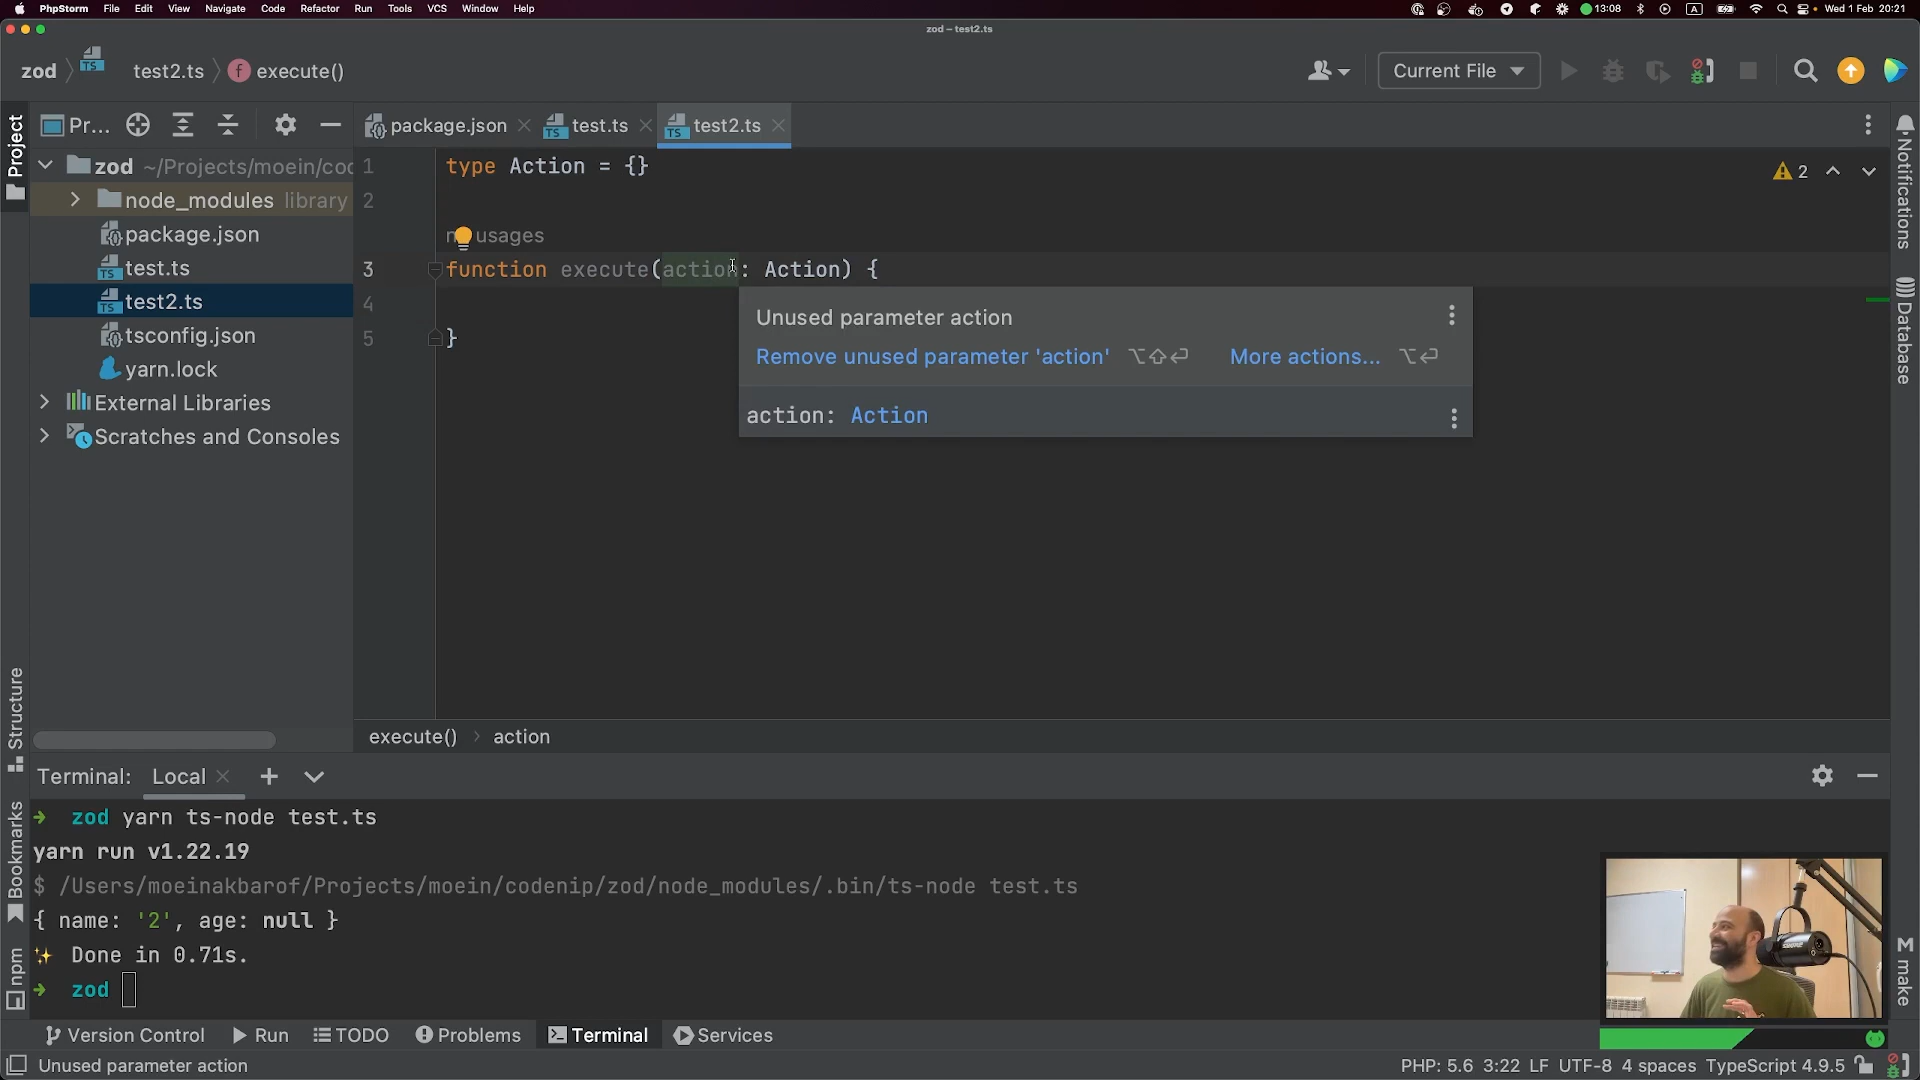 PhpStorm File Edit View Navigate Code Refactor Run Tools VCS Window Help
13:08 A Wed 1 Feb 20:21
zod – test2.ts
zod test2.ts f execute()
Current File
Project
Pr...
package.json
test.ts
test2.ts
zod ~/Projects/moein/cod
node_modules library
package.json
test.ts
test2.ts
tsconfig.json
yarn.lock
External Libraries
Scratches and Consoles
1 type Action = {}
2
usages
3 function execute(action: Action) {
4
5 }
2
Unused parameter action
Remove unused parameter 'action' ⌥⇧⏎ More actions... ⌥⏎
action: Action
Notifications
Database
make
Structure
Bookmarks
npm
execute() > action
Terminal: Local
→ zod yarn ts-node test.ts
yarn run v1.22.19
$ /Users/moeinakbarof/Projects/moein/codenip/zod/node_modules/.bin/ts-node test.ts
{ name: '2', age: null }
✨ Done in 0.71s.
→ zod
Version Control Run TODO Problems Terminal Services
Unused parameter action
PHP: 5.6 3:22 LF UTF-8 4 spaces TypeScript 4.9.5